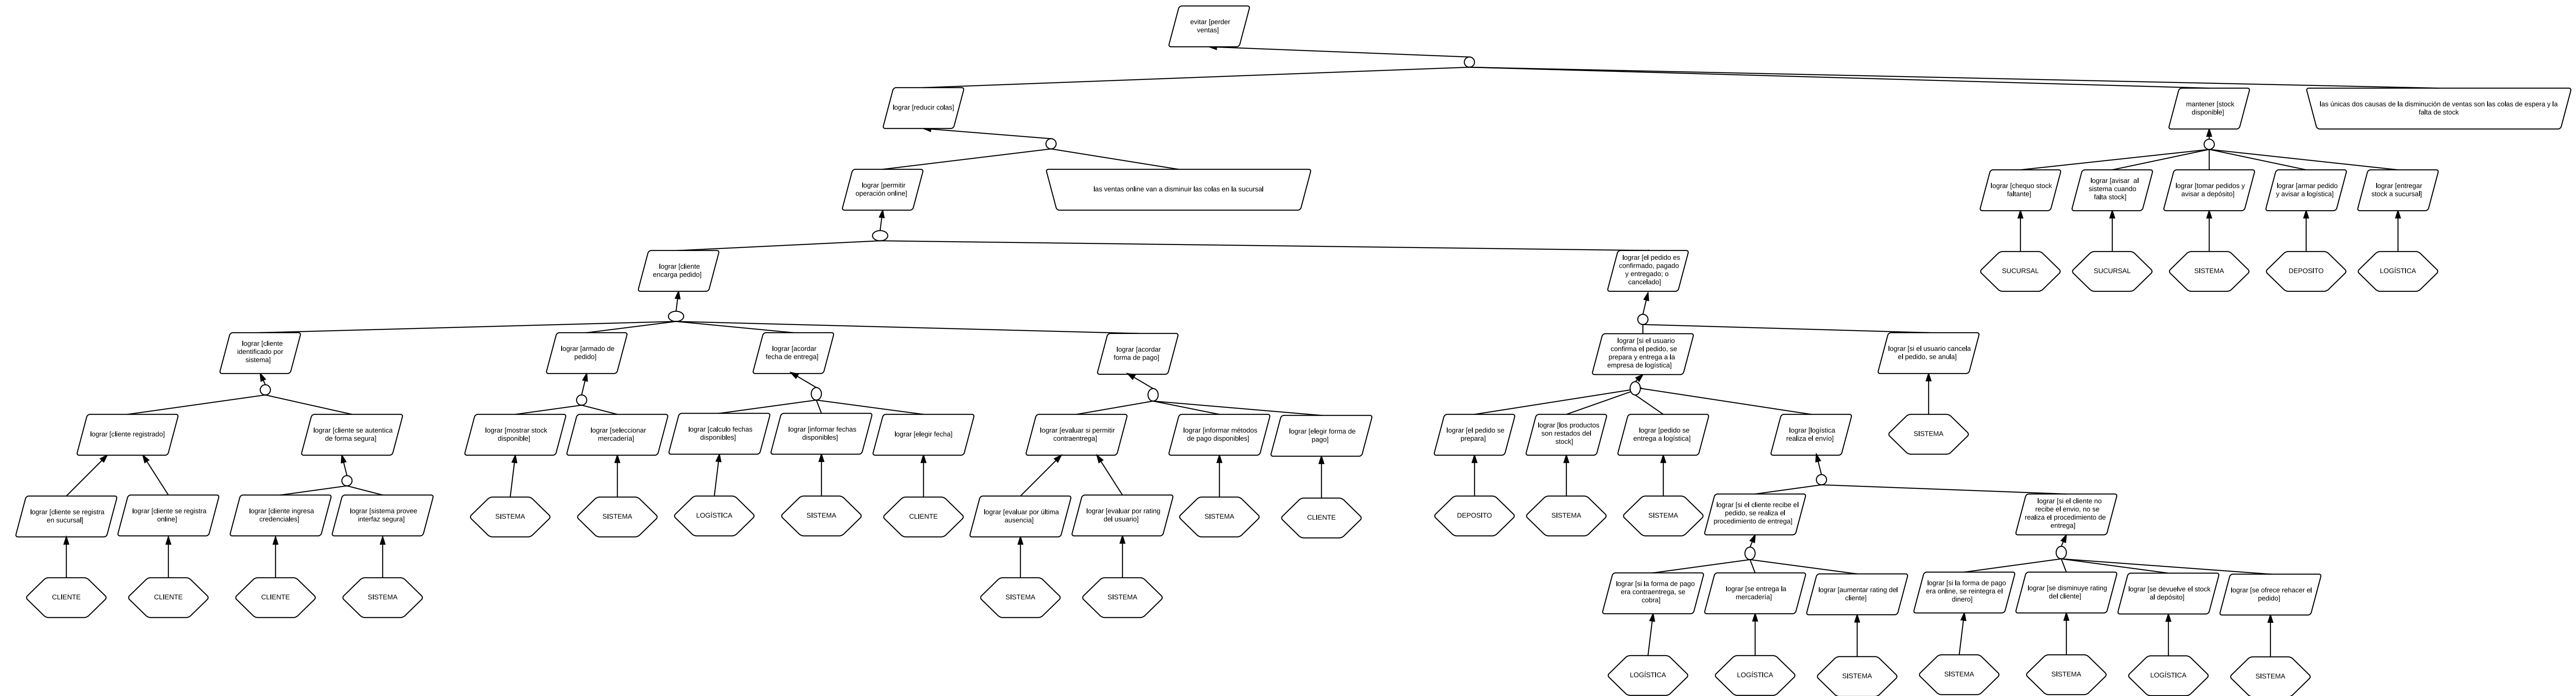 evitar [perder
ventas]
lograr [reducir colas]
mantener [stock
disponible]
las únicas dos causas de la disminución de ventas son las colas de espera y la
falta de stock
lograr [permitir
operación online]
las ventas online van a disminuir las colas en la sucursal
lograr [chequo stock
faltante]
lograr [avisar al
sistema cuando
falta stock]
lograr [tomar pedidos y
avisar a depósito]
lograr [armar pedido
y avisar a logística]
lograr [entregar
stock a sucursal]
lograr [cliente
encarga pedido]
lograr [el pedido es
confirmado, pagado
y entregado; o
cancelado]
SUCURSAL
SUCURSAL
SISTEMA
DEPOSITO
LOGÍSTICA
lograr [cliente
identificado por
sistema]
lograr [armado de
pedido]
lograr [acordar
fecha de entrega]
lograr [acordar
forma de pago]
lograr [si el usuario
confirma el pedido, se
prepara y entrega a la
empresa de logística]
lograr [si el usuario cancela
el pedido, se anula]
lograr [cliente registrado]
lograr [cliente se autentica
de forma segura]
lograr [mostrar stock
disponible]
lograr [seleccionar
mercadería]
lograr [calculo fechas
disponibles]
lograr [informar fechas
disponibles]
lograr [elegir fecha]
lograr [evaluar si permitir
contraentrega]
lograr [informar métodos
de pago disponibles]
lograr [elegir forma de
pago]
lograr [el pedido se
prepara]
lograr [los productos
son restados del
stock]
lograr [pedido se
entrega a logística]
lograr [logística
realiza el envío]
SISTEMA
lograr [cliente se registra
en sucursal]
lograr [cliente se registra
online]
lograr [cliente ingresa
credenciales]
lograr [sistema provee
interfaz segura]
SISTEMA
SISTEMA
LOGÍSTICA
SISTEMA
CLIENTE
lograr [evaluar por última
ausencia]
lograr [evaluar por rating
del usuario]
SISTEMA
CLIENTE
DEPOSITO
SISTEMA
SISTEMA
lograr [si el cliente recibe el
pedido, se realiza el
procedimiento de entrega]
lograr [si el cliente no
recibe el envio, no se
realiza el procedimiento de
entrega]
CLIENTE
CLIENTE
CLIENTE
SISTEMA
SISTEMA
SISTEMA
lograr [si la forma de pago
era contraentrega, se
cobra]
lograr [se entrega la
mercadería]
lograr [aumentar rating del
cliente]
lograr [si la forma de pago
era online, se reintegra el
dinero]
lograr [se disminuye rating
del cliente]
lograr [se devuelve el stock
al depósito]
lograr [se ofrece rehacer el
pedido]
LOGÍSTICA
LOGÍSTICA
SISTEMA
SISTEMA
SISTEMA
LOGÍSTICA
SISTEMA